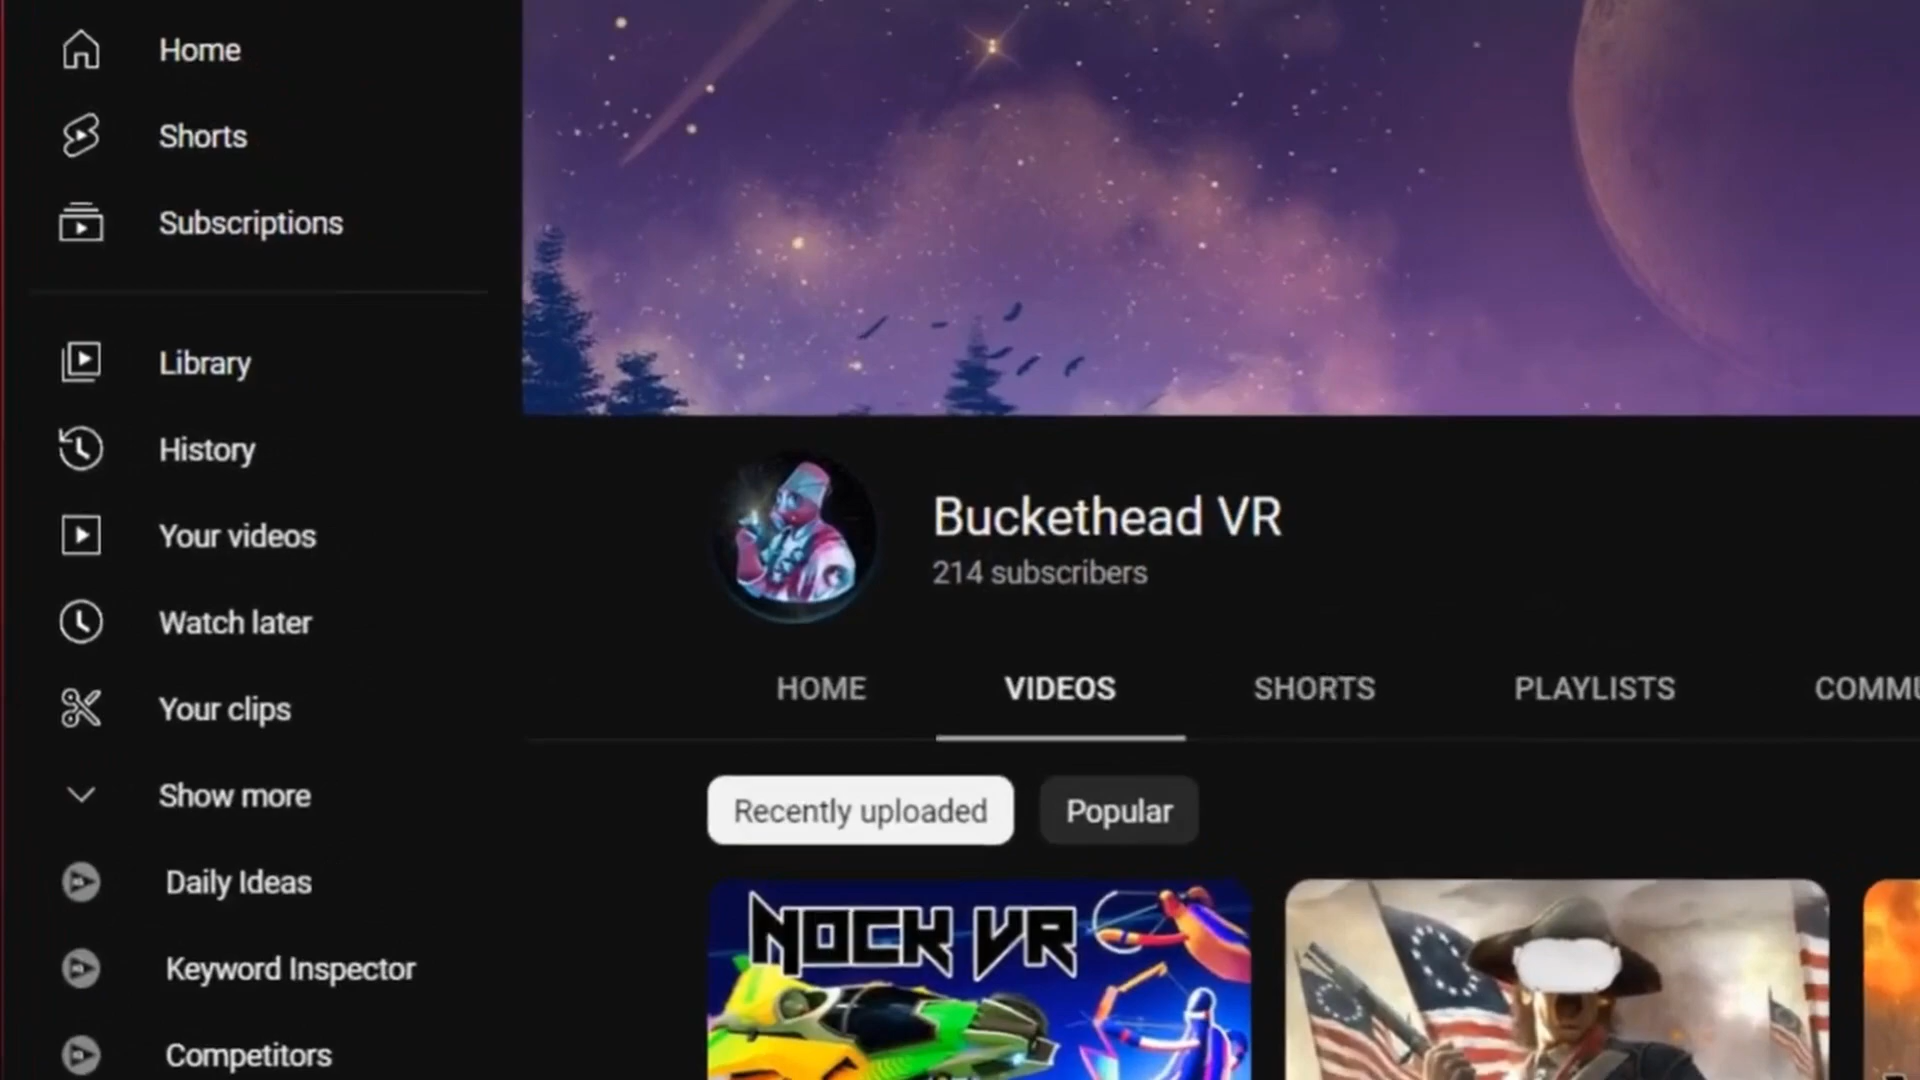 Home
Shorts
Subscriptions
Library
History
Your videos
Watch later
Your clips
Show more
Daily Ideas
Keyword Inspector
Competitors
Buckethead VR
214 subscribers
HOME
VIDEOS
SHORTS
PLAYLISTS
COMMU
Recently uploaded
Popular
NOCK VR